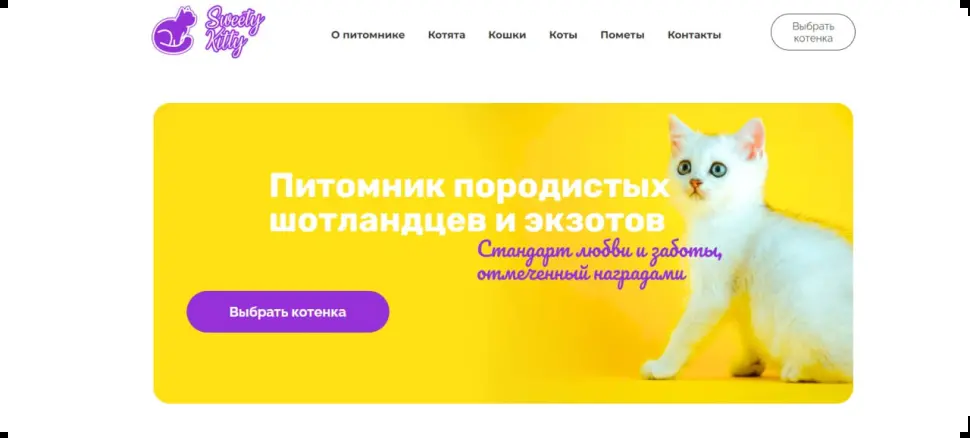 Sweety
Kitty
О питомнике Котята Кошки Коты Пометы Контакты
Выбрать
котенка
Питомник породистых
шотландцев и экзотов
Стандарт любви и заботы,
отмеченный наградами
Выбрать котенка